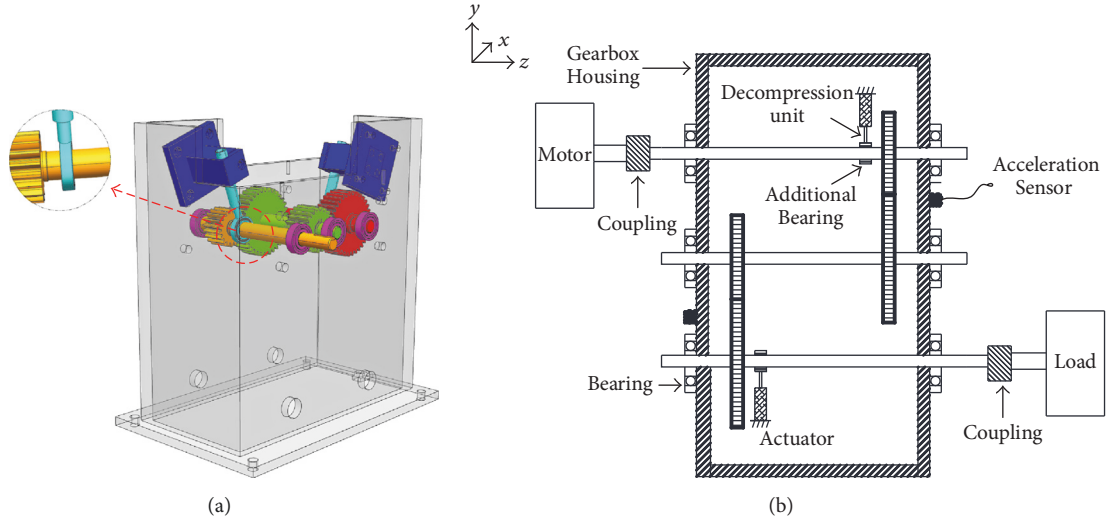 y
x
z
Gearbox
Housing
Decompression
unit
Motor
Acceleration
Sensor
Additional
Bearing
Coupling
Bearing
Load
Actuator
Coupling
(a)
(b)